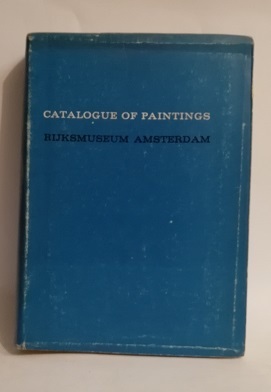 CATALOGUE OF PAINTINGS
RIJKSMUSEUM AMSTERDAM